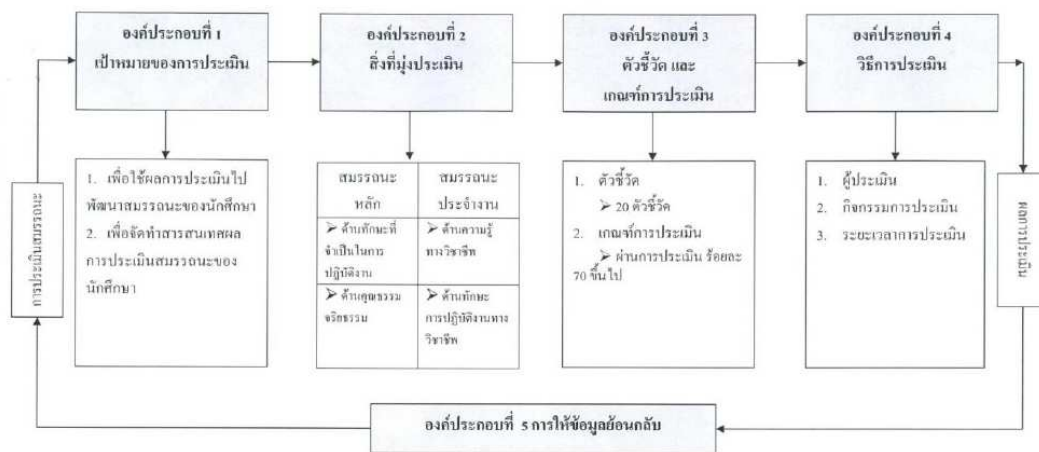 องค์ประกอบที่ 1
เป้าหมายของการประเมิน
องค์ประกอบที่ 2
สิ่งที่มุ่งประเมิน
องค์ประกอบที่ 3
ตัวชี้วัด และ
เกณฑ์การประเมิน
องค์ประกอบที่ 4
วิธีการประเมิน
การประเมินสมรรถนะ
1. เพื่อใช้ผลการประเมินไป
พัฒนาสมรรถนะของนักศึกษา
2. เพื่อจัดทำสารสนเทศผล
การประเมินสมรรถนะของ
นักศึกษา
สมรรถนะ
หลัก
สมรรถนะ
ประจำงาน
➢ ด้านทักษะที่
จำเป็นในการ
ปฏิบัติงาน
➢ ด้านความรู้
ทางวิชาชีพ
➢ ด้านคุณธรรม
จริยธรรม
➢ ด้านทักษะ
การปฏิบัติงานทาง
วิชาชีพ
1. ตัวชี้วัด
➢ 20 ตัวชี้วัด
2. เกณฑ์การประเมิน
➢ ผ่านการประเมิน ร้อยละ
70 ขึ้นไป
1. ผู้ประเมิน
2. กิจกรรมการประเมิน
3. ระยะเวลาการประเมิน
ผลการประเมิน
องค์ประกอบที่ 5 การให้ข้อมูลย้อนกลับ